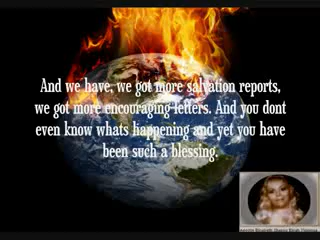 And we have, we got more salvation reports,
we got more encouraging letters. And you dont
even know whats happening and yet you have
been such a blessing.